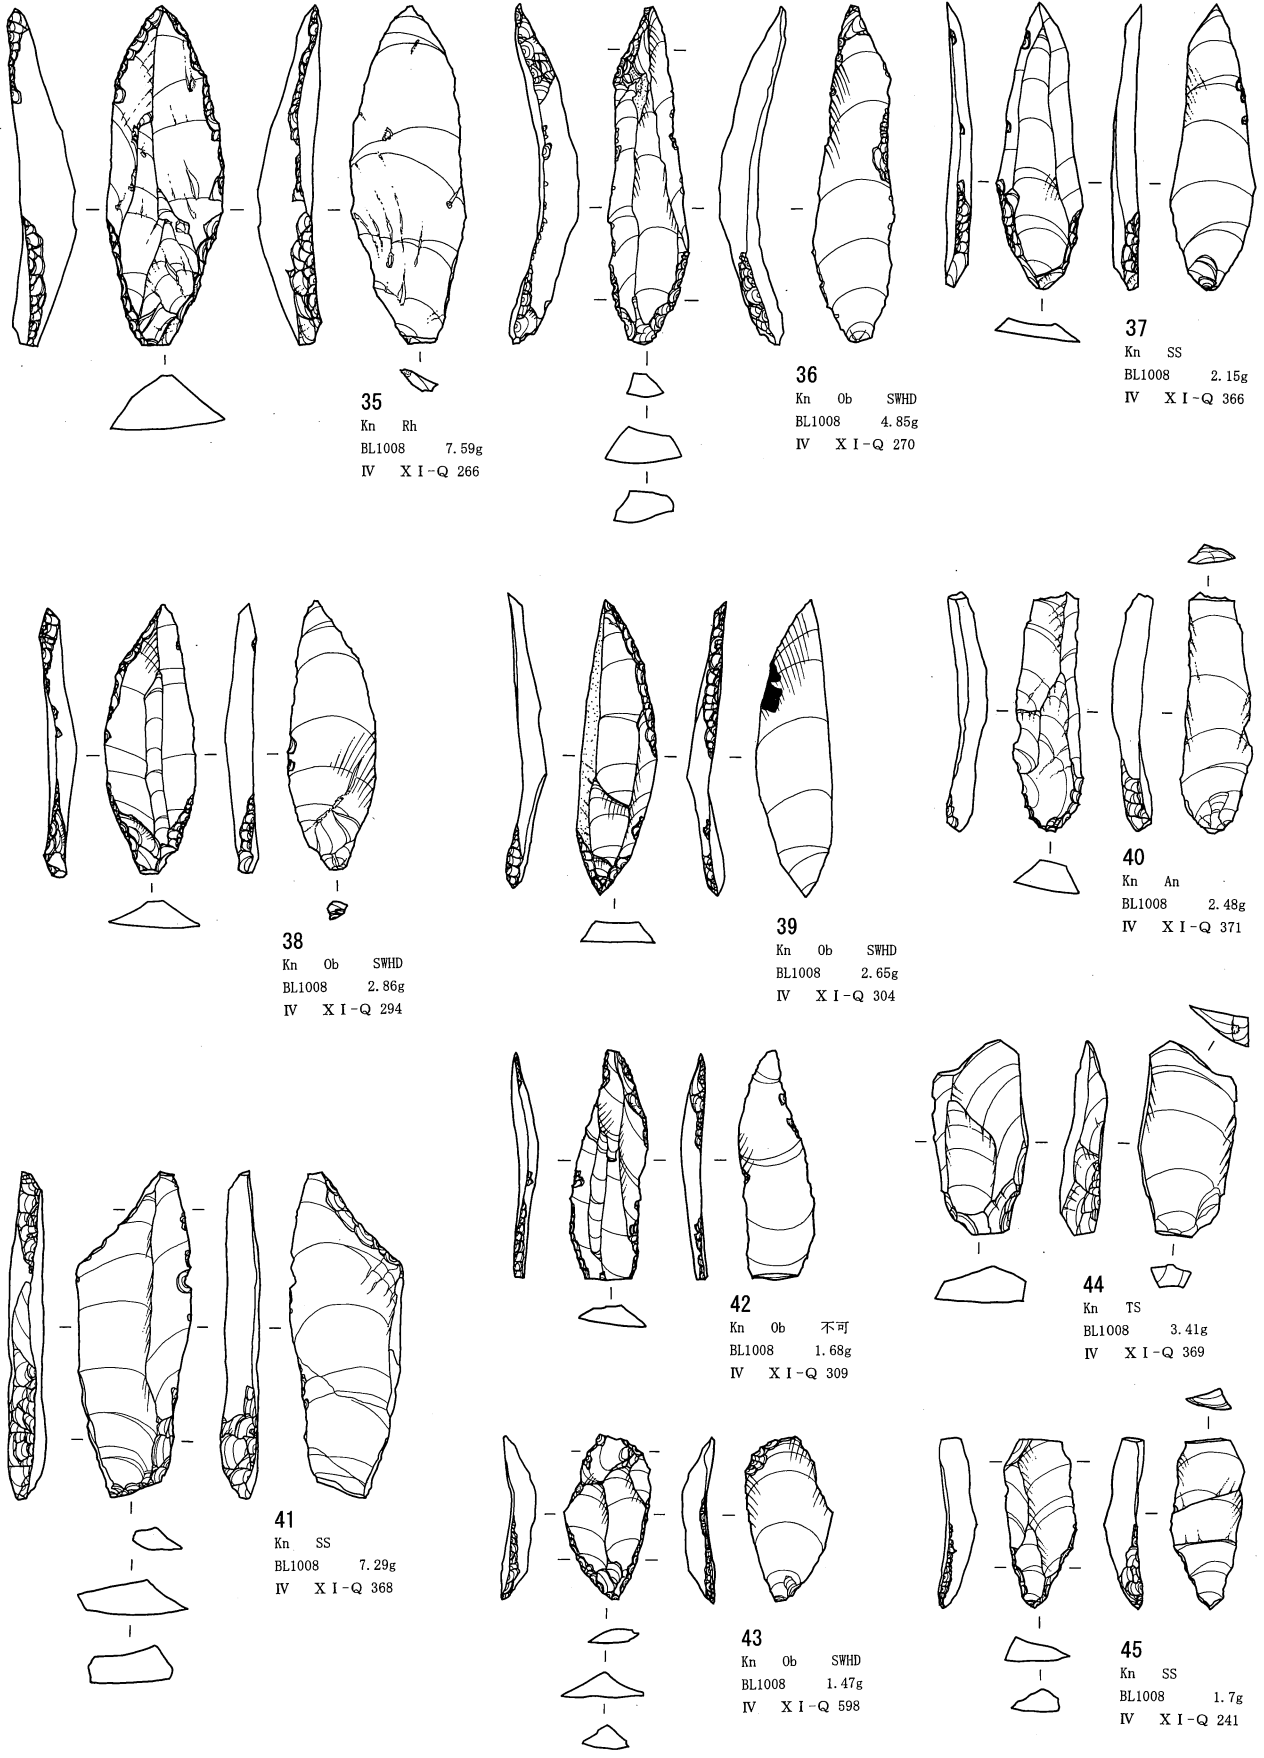 35
Kn Rh
BL1008 7.59g
Ⅳ ⅩⅠ-Q 266
36
Kn Ob SWHD
BL1008 4.85g
Ⅳ ⅩⅠ-Q 270
37
Kn SS
BL1008 2.15g
Ⅳ ⅩⅠ-Q 366
38
Kn Ob SWHD
BL1008 2.86g
Ⅳ ⅩⅠ-Q 294
39
Kn Ob SWHD
BL1008 2.65g
Ⅳ ⅩⅠ-Q 304
40
Kn An
BL1008 2.48g
Ⅳ ⅩⅠ-Q 371
41
Kn SS
BL1008 7.29g
Ⅳ ⅩⅠ-Q 368
42
Kn Ob 不可
BL1008 1.68g
Ⅳ ⅩⅠ-Q 309
43
Kn Ob SWHD
BL1008 1.47g
Ⅳ ⅩⅠ-Q 598
44
Kn TS
BL1008 3.41g
Ⅳ ⅩⅠ-Q 369
45
Kn SS
BL1008 1.7g
Ⅳ ⅩⅠ-Q 241